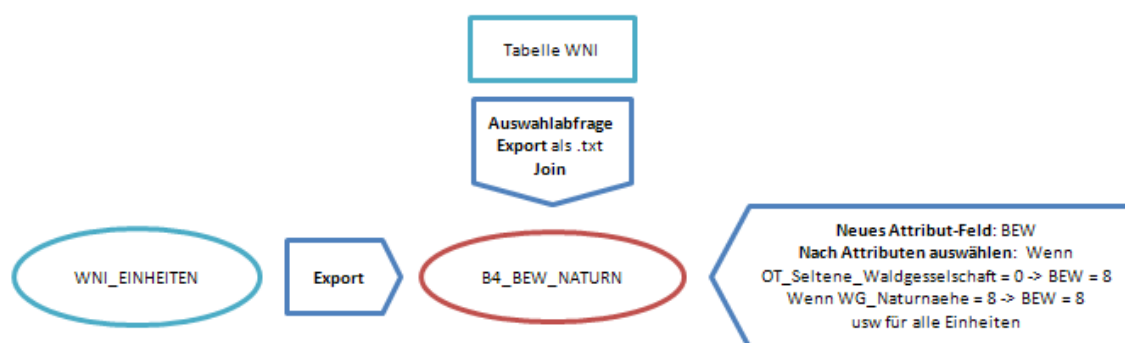 Tabelle WNI
Auswahlabfrage
Export als .txt
Join
WNI_EINHEITEN
Export
B4_BEW_NATURN
Neues Attribut-Feld: BEW
Nach Attributen auswählen: Wenn
OT_Seltene_Waldgesselschaft = 0 -> BEW = 8
Wenn WG_Naturnaehe = 8 -> BEW = 8
usw für alle Einheiten